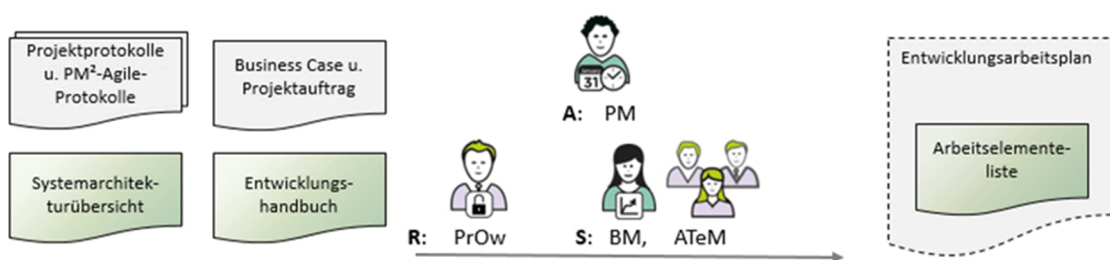 Projektprotokolle
u. PM²-Agile-
Protokolle
Business Case u.
Projektauftrag
Systemarchitek-
turübersicht
Entwicklungs-
handbuch
31
A: PM
R: PrOw
S: BM, ATeM
Entwicklungsarbeitsplan
Arbeitselemente-
liste